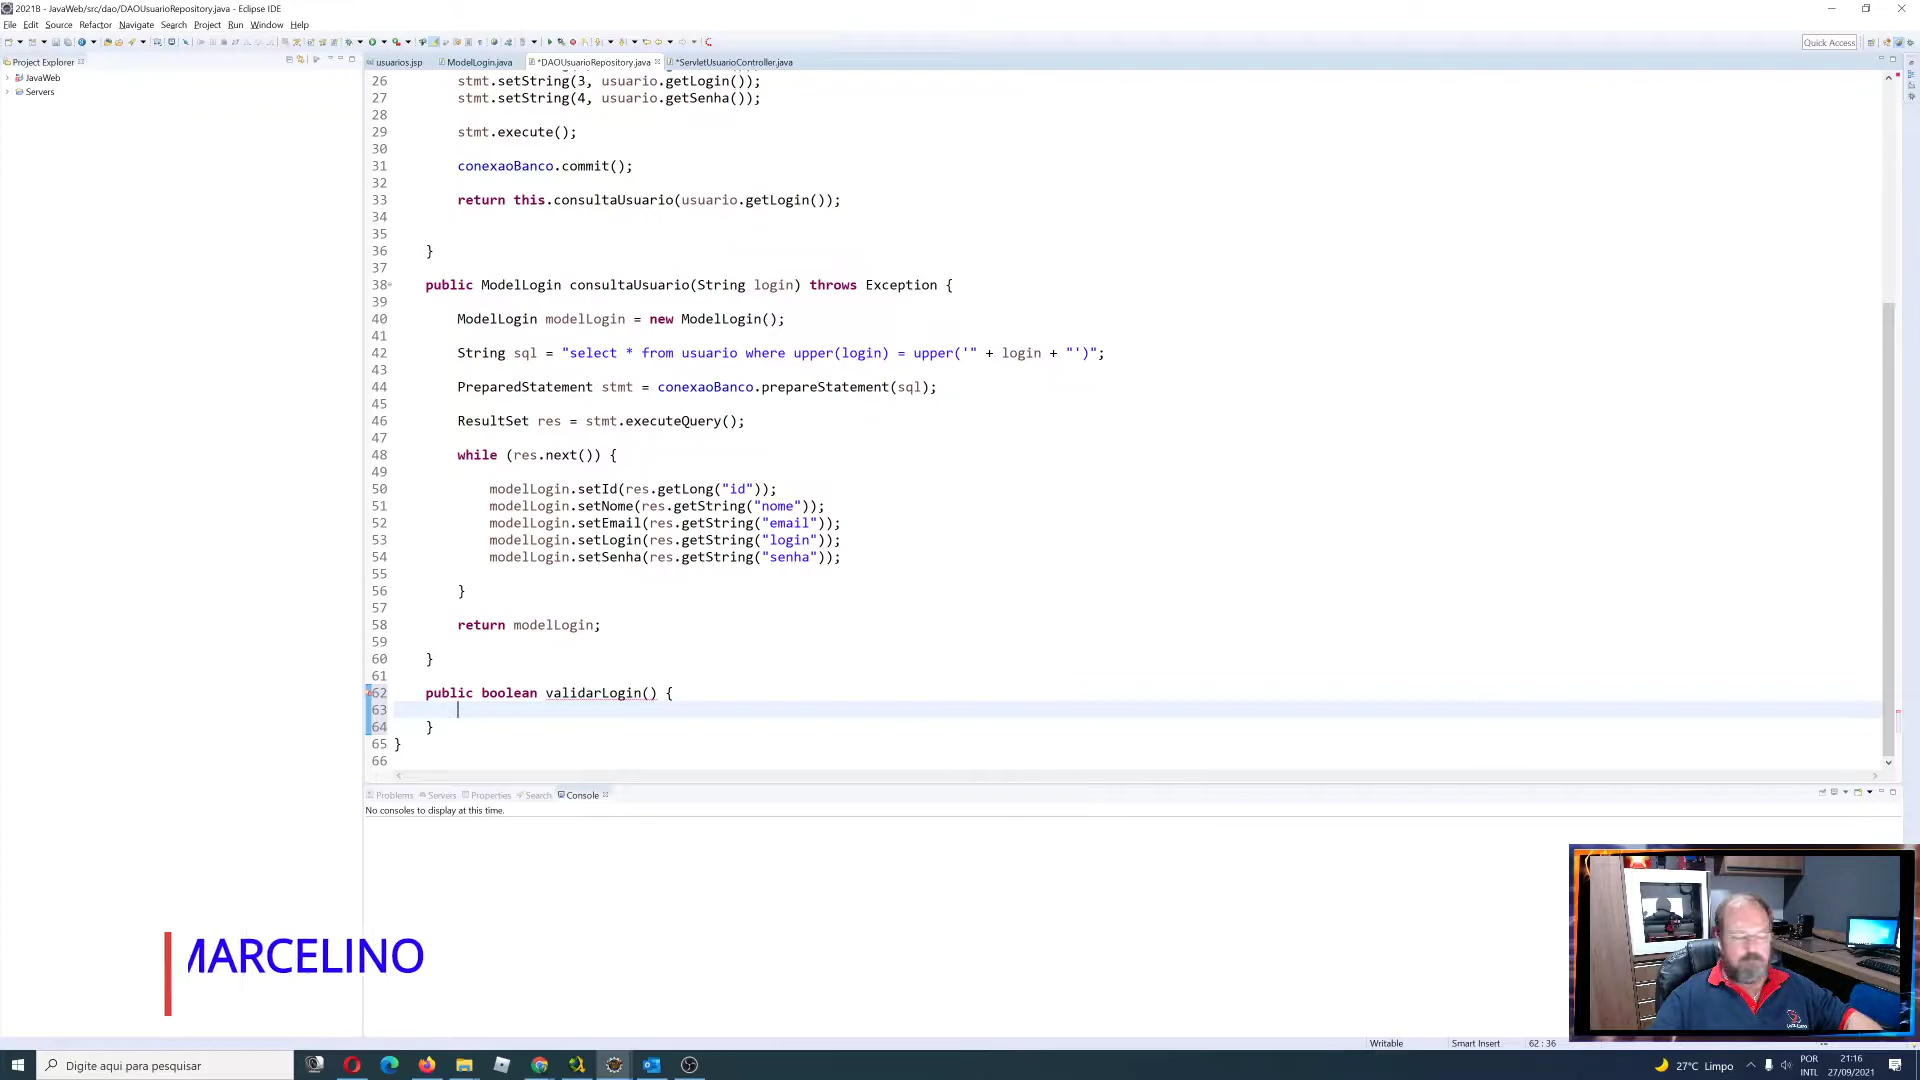 2021B - JavaWeb/src/dao/DAOUsuarioRepository.java - Eclipse IDE
File Edit Source Refactor Navigate Search Project Run Window Help
Quick Access
Project Explorer
usuarios.jsp ModelLogin.java *DAOUsuarioRepository.java *ServletUsuarioController.java
JavaWeb
Servers
26 stmt.setString(3, usuario.getLogin());
27 stmt.setString(4, usuario.getSenha());
28
29 stmt.execute();
30
31 conexaoBanco.commit();
32
33 return this.consultaUsuario(usuario.getLogin());
34
35
36 }
37
38 public ModelLogin consultaUsuario(String login) throws Exception {
39
40 ModelLogin modelLogin = new ModelLogin();
41
42 String sql = "select * from usuario where upper(login) = upper('" + login + "')";
43
44 PreparedStatement stmt = conexaoBanco.prepareStatement(sql);
45
46 ResultSet res = stmt.executeQuery();
47
48 while (res.next()) {
49
50 modelLogin.setId(res.getLong("id"));
51 modelLogin.setNome(res.getString("nome"));
52 modelLogin.setEmail(res.getString("email"));
53 modelLogin.setLogin(res.getString("login"));
54 modelLogin.setSenha(res.getString("senha"));
55
56 }
57
58 return modelLogin;
59
60 }
61
62 public boolean validarLogin() {
63
64 }
65 }
66
Problems Servers Properties Search Console
No consoles to display at this time.
MARCELINO
Writable Smart Insert 62 : 36
Digite aqui para pesquisar
27°C Limpo
POR
INTL
21:16
27/09/2021